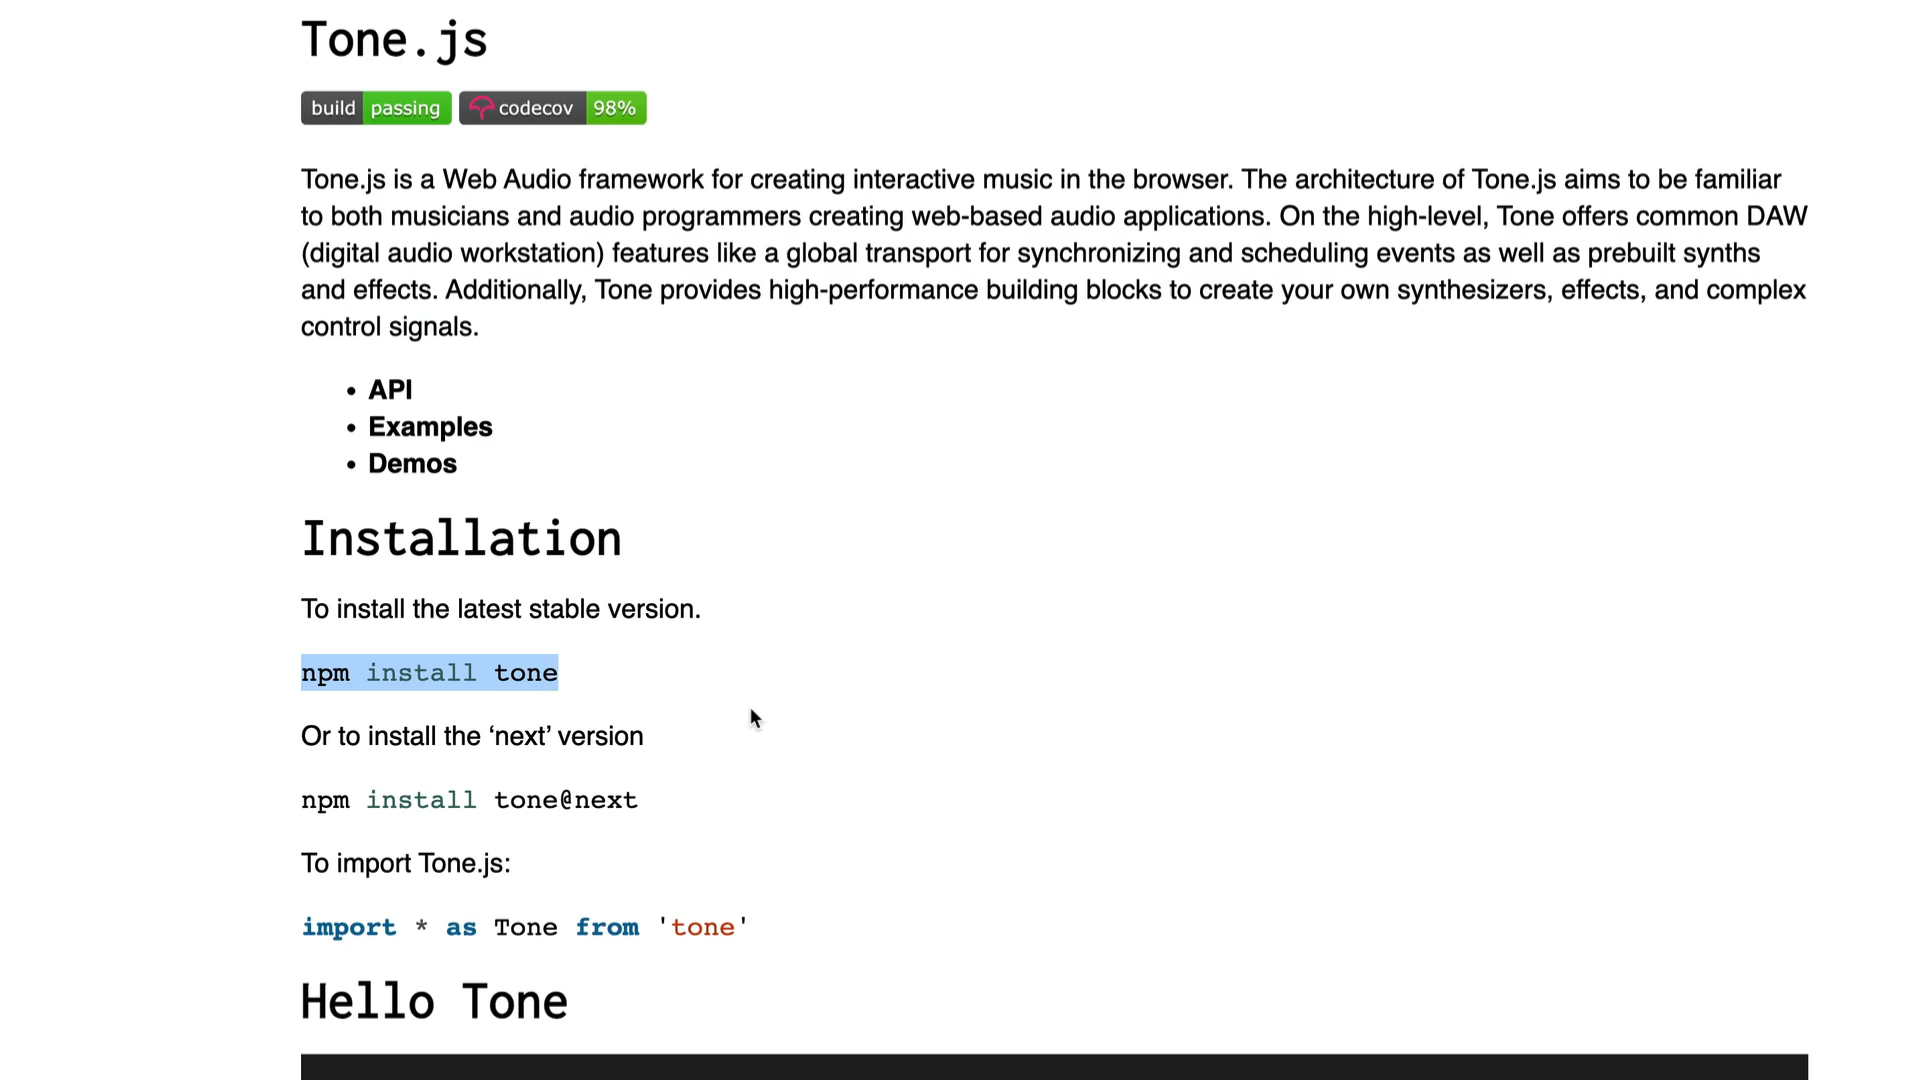 Tone.js
build passing codecov 98%
Tone.js is a Web Audio framework for creating interactive music in the browser. The architecture of Tone.js aims to be familiar
to both musicians and audio programmers creating web-based audio applications. On the high-level, Tone offers common DAW
(digital audio workstation) features like a global transport for synchronizing and scheduling events as well as prebuilt synths
and effects. Additionally, Tone provides high-performance building blocks to create your own synthesizers, effects, and complex
control signals.
• API
• Examples
• Demos
Installation
To install the latest stable version.
npm install tone
Or to install the ‘next’ version
npm install tone@next
To import Tone.js:
import * as Tone from 'tone'
Hello Tone